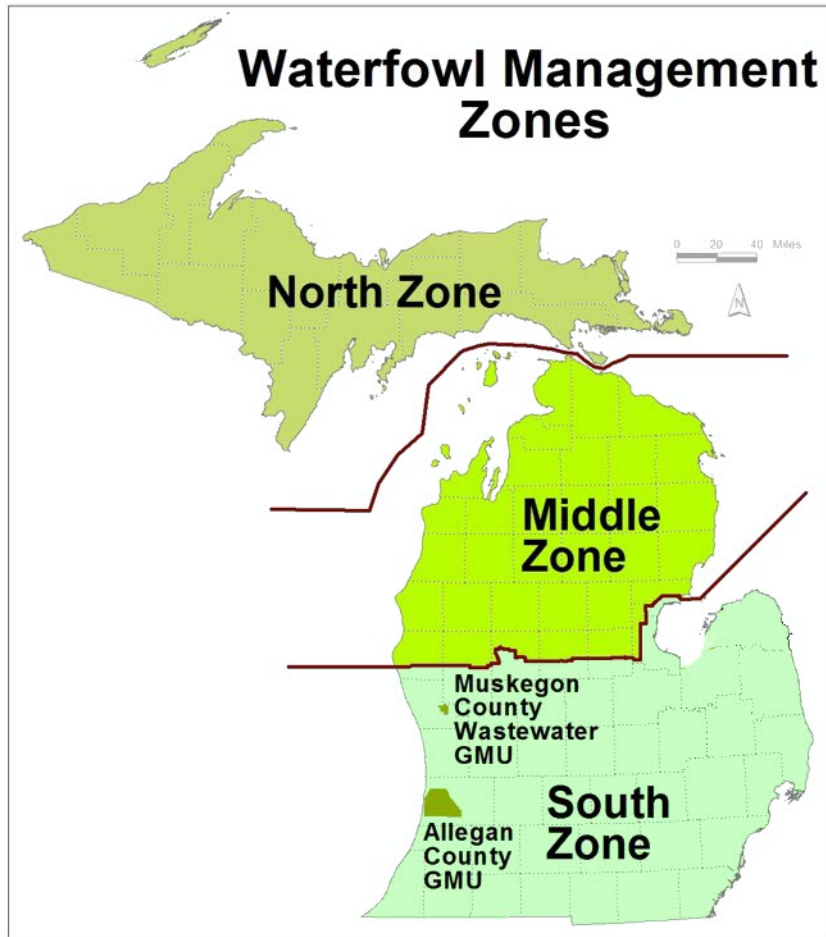 Waterfowl Management
Zones
0 20 40 Miles
N
North Zone
Middle
Zone
Muskegon
County
Wastewater
GMU
South
Zone
Allegan
County
GMU